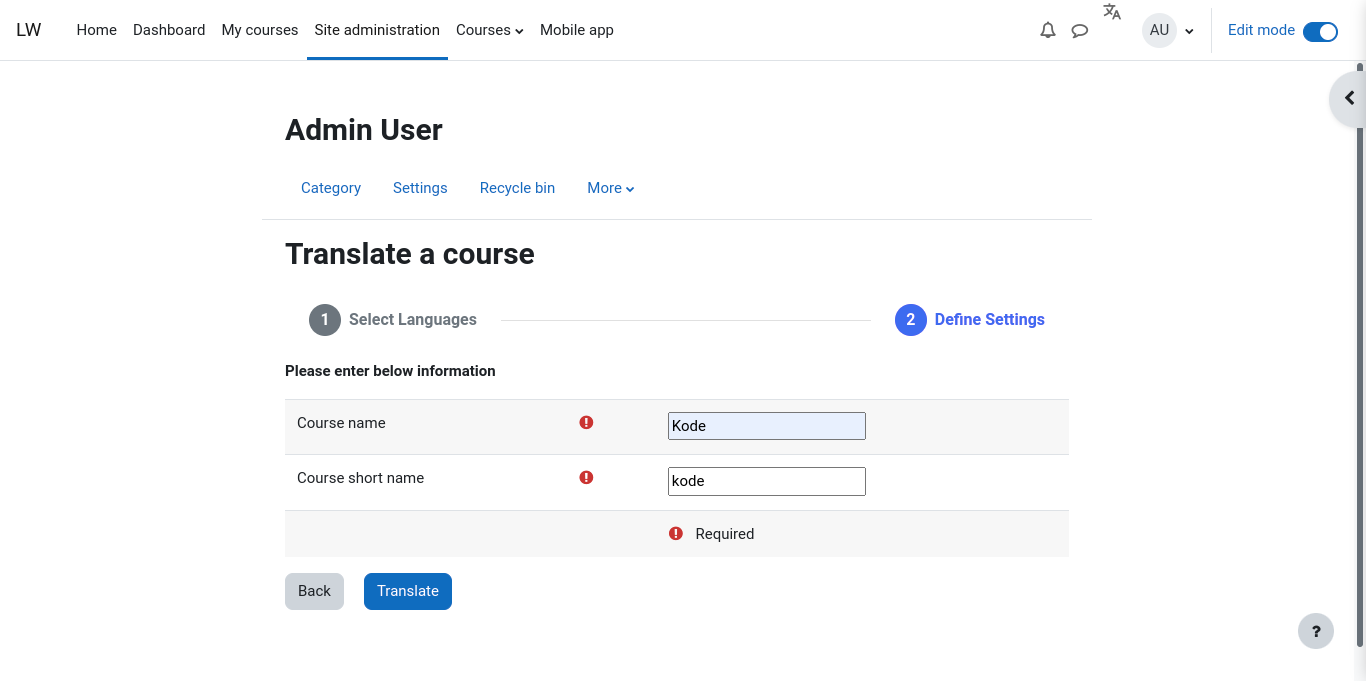 LW Home Dashboard My courses Site administration Courses Mobile app AU Edit mode
Admin User
Category Settings Recycle bin More
Translate a course
1 Select Languages 2 Define Settings
Please enter below information
Course name Kode
Course short name kode
Required
Back Translate
?